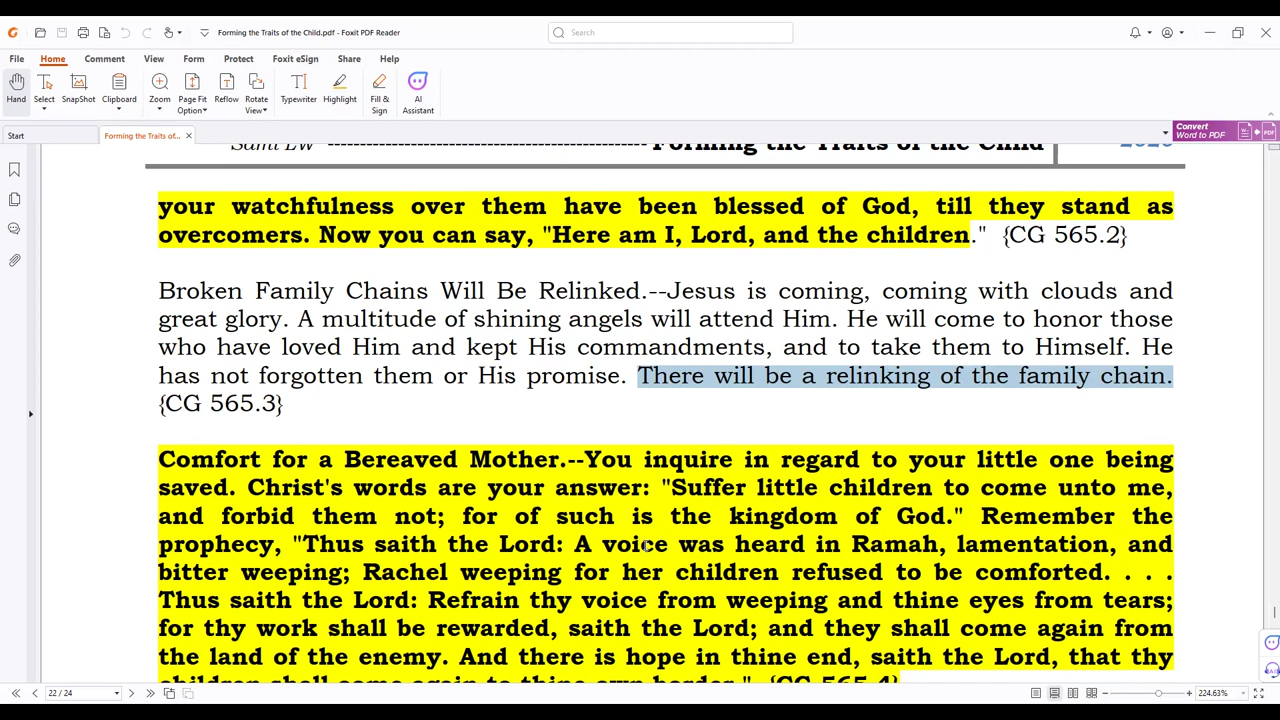 Forming the Traits of the Child.pdf - Foxit PDF Reader
Search
File Home Comment View Form Protect Foxit eSign Share Help
Hand Select SnapShot Clipboard Zoom Page Fit Option Reflow Rotate View Typewriter Highlight Fill & Sign AI Assistant
Start Forming the Traits of...
Convert Word to PDF
Forming the Traits of the Child 2020
your watchfulness over them have been blessed of God, till they stand as
overcomers. Now you can say, "Here am I, Lord, and the children." {CG 565.2}
Broken Family Chains Will Be Relinked.--Jesus is coming, coming with clouds and
great glory. A multitude of shining angels will attend Him. He will come to honor those
who have loved Him and kept His commandments, and to take them to Himself. He
has not forgotten them or His promise. There will be a relinking of the family chain.
{CG 565.3}
Comfort for a Bereaved Mother.--You inquire in regard to your little one being
saved. Christ's words are your answer: "Suffer little children to come unto me,
and forbid them not; for of such is the kingdom of God." Remember the
prophecy, "Thus saith the Lord: A voice was heard in Ramah, lamentation, and
bitter weeping; Rachel weeping for her children refused to be comforted. . . .
Thus saith the Lord: Refrain thy voice from weeping and thine eyes from tears;
for thy work shall be rewarded, saith the Lord; and they shall come again from
the land of the enemy. And there is hope in thine end, saith the Lord, that thy
children shall come again to their own border." {CG 565.4}
22 / 24
224.63%